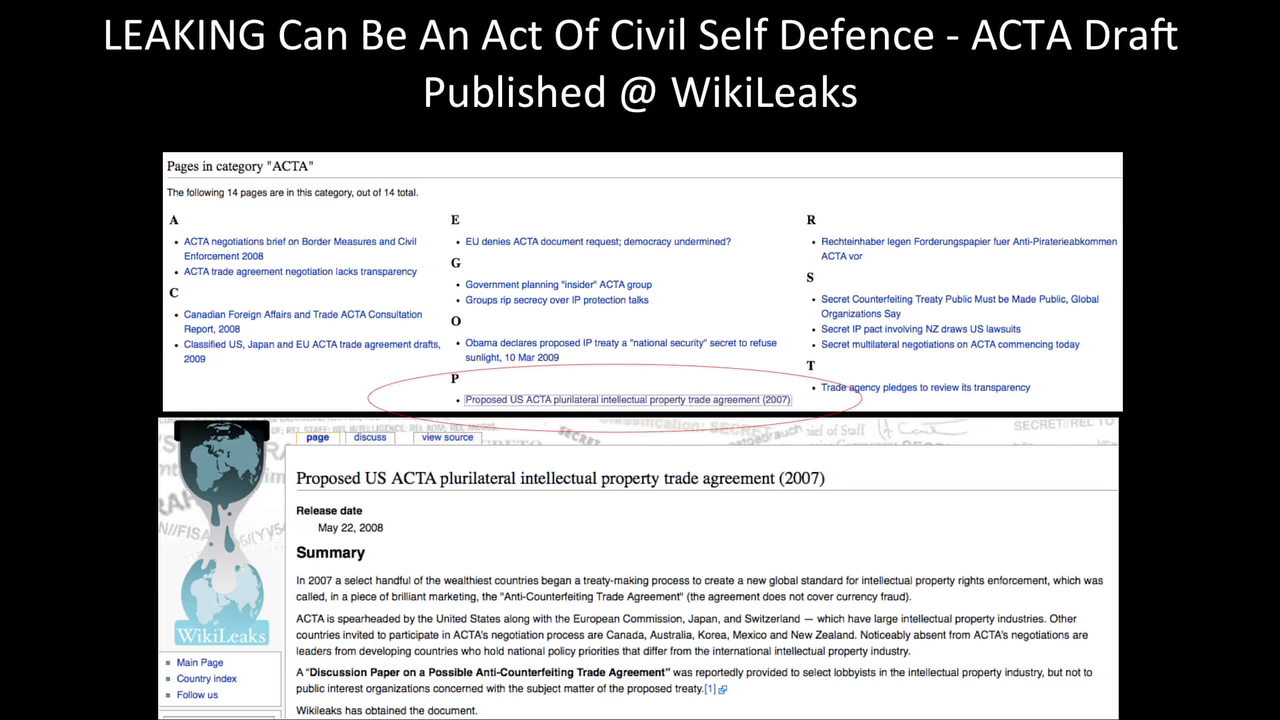 LEAKING Can Be An Act Of Civil Self Defence - ACTA Draft
Published @ WikiLeaks
Pages in category "ACTA"
The following 14 pages are in this category, out of 14 total.
A
ACTA negotiations brief on Border Measures and Civil
Enforcement 2008
ACTA trade agreement negotiation lacks transparency
C
Canadian Foreign Affairs and Trade ACTA Consultation
Report, 2008
Classified US, Japan and EU ACTA trade agreement drafts,
2009
E
EU denies ACTA document request; democracy undermined?
G
Government planning "insider" ACTA group
Groups rip secrecy over IP protection talks
O
Obama declares proposed IP treaty a "national security" secret to refuse
sunlight, 10 Mar 2009
P
Proposed US ACTA plurilateral intellectual property trade agreement (2007)
R
Rechteinhaber legen Forderungspapier fuer Anti-Piraterieabkommen
ACTA vor
S
Secret Counterfeiting Treaty Public Must be Made Public, Global
Organizations Say
Secret IP pact involving NZ draws US lawsuits
Secret multilateral negotiations on ACTA commencing today
T
Trade agency pledges to review its transparency
page discuss view source
SECRET
Chief of Staff
SECRET//REL TO
Proposed US ACTA plurilateral intellectual property trade agreement (2007)
Release date
May 22, 2008
Summary
In 2007 a select handful of the wealthiest countries began a treaty-making process to create a new global standard for intellectual property rights enforcement, which was
called, in a piece of brilliant marketing, the "Anti-Counterfeiting Trade Agreement" (the agreement does not cover currency fraud).
ACTA is spearheaded by the United States along with the European Commission, Japan, and Switzerland — which have large intellectual property industries. Other
countries invited to participate in ACTA's negotiation process are Canada, Australia, Korea, Mexico and New Zealand. Noticeably absent from ACTA's negotiations are
leaders from developing countries who hold national policy priorities that differ from the international intellectual property industry.
A "Discussion Paper on a Possible Anti-Counterfeiting Trade Agreement" was reportedly provided to select lobbyists in the intellectual property industry, but not to
public interest organizations concerned with the subject matter of the proposed treaty.[1]
Wikileaks has obtained the document.
WikiLeaks
Main Page
Country index
Follow us